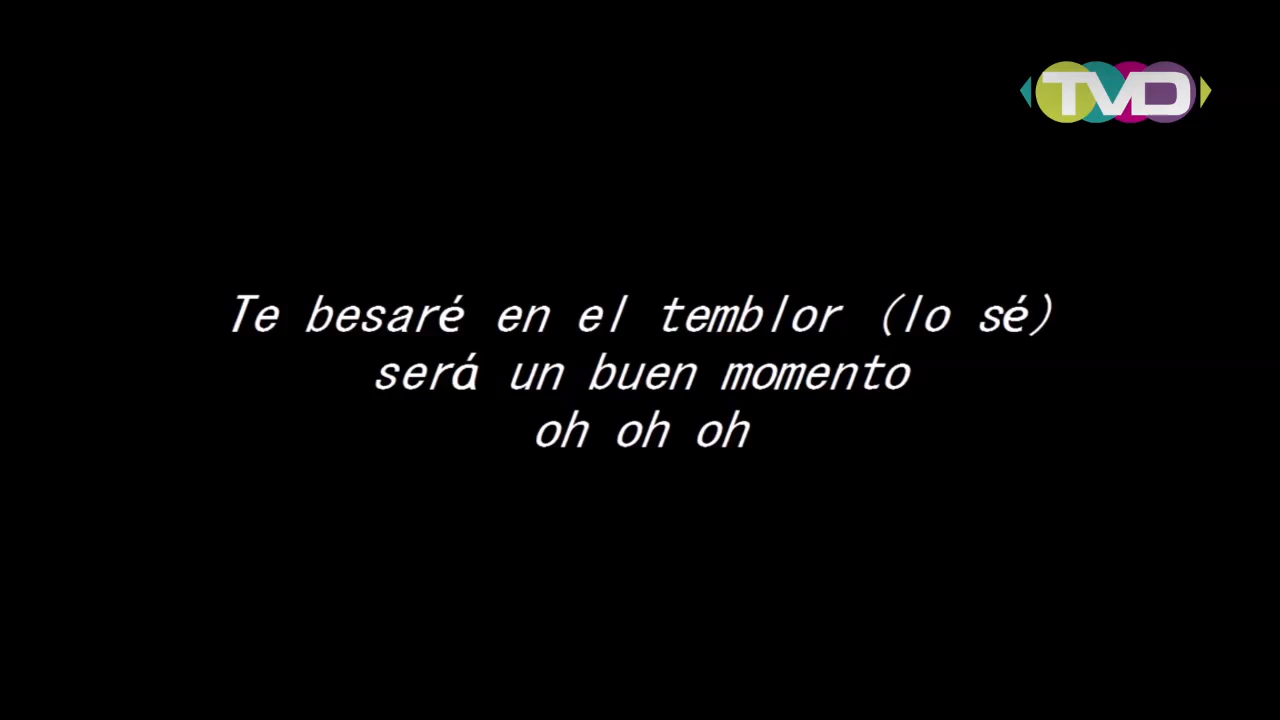 TVD
Te besaré en el temblor (lo sé)
será un buen momento
oh oh oh